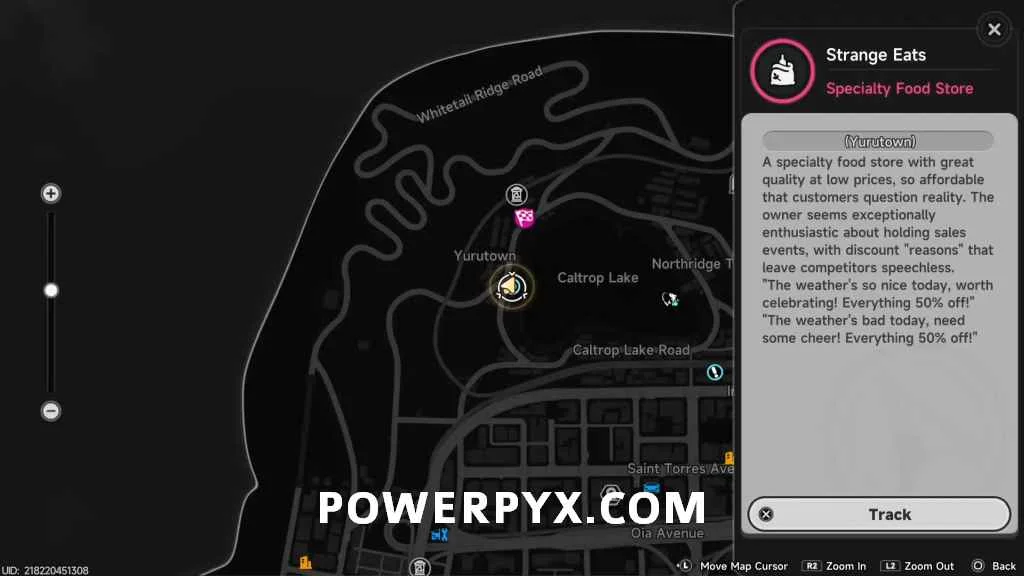 Strange Eats
Specialty Food Store
(Yurutown)
A specialty food store with great
quality at low prices, so affordable
that customers question reality. The
owner seems exceptionally
enthusiastic about holding sales
events, with discount "reasons" that
leave competitors speechless.
"The weather's so nice today, worth
celebrating! Everything 50% off!"
"The weather's bad today, need
some cheer! Everything 50% off!"
Track
Whitetail Ridge Road
Yurutown
Caltrop Lake
Northridge T
Caltrop Lake Road
In
Saint Torres Ave
Oia Avenue
POWERPYX.COM
UID: 218220451308
L Move Map Cursor R2 Zoom In L2 Zoom Out Back